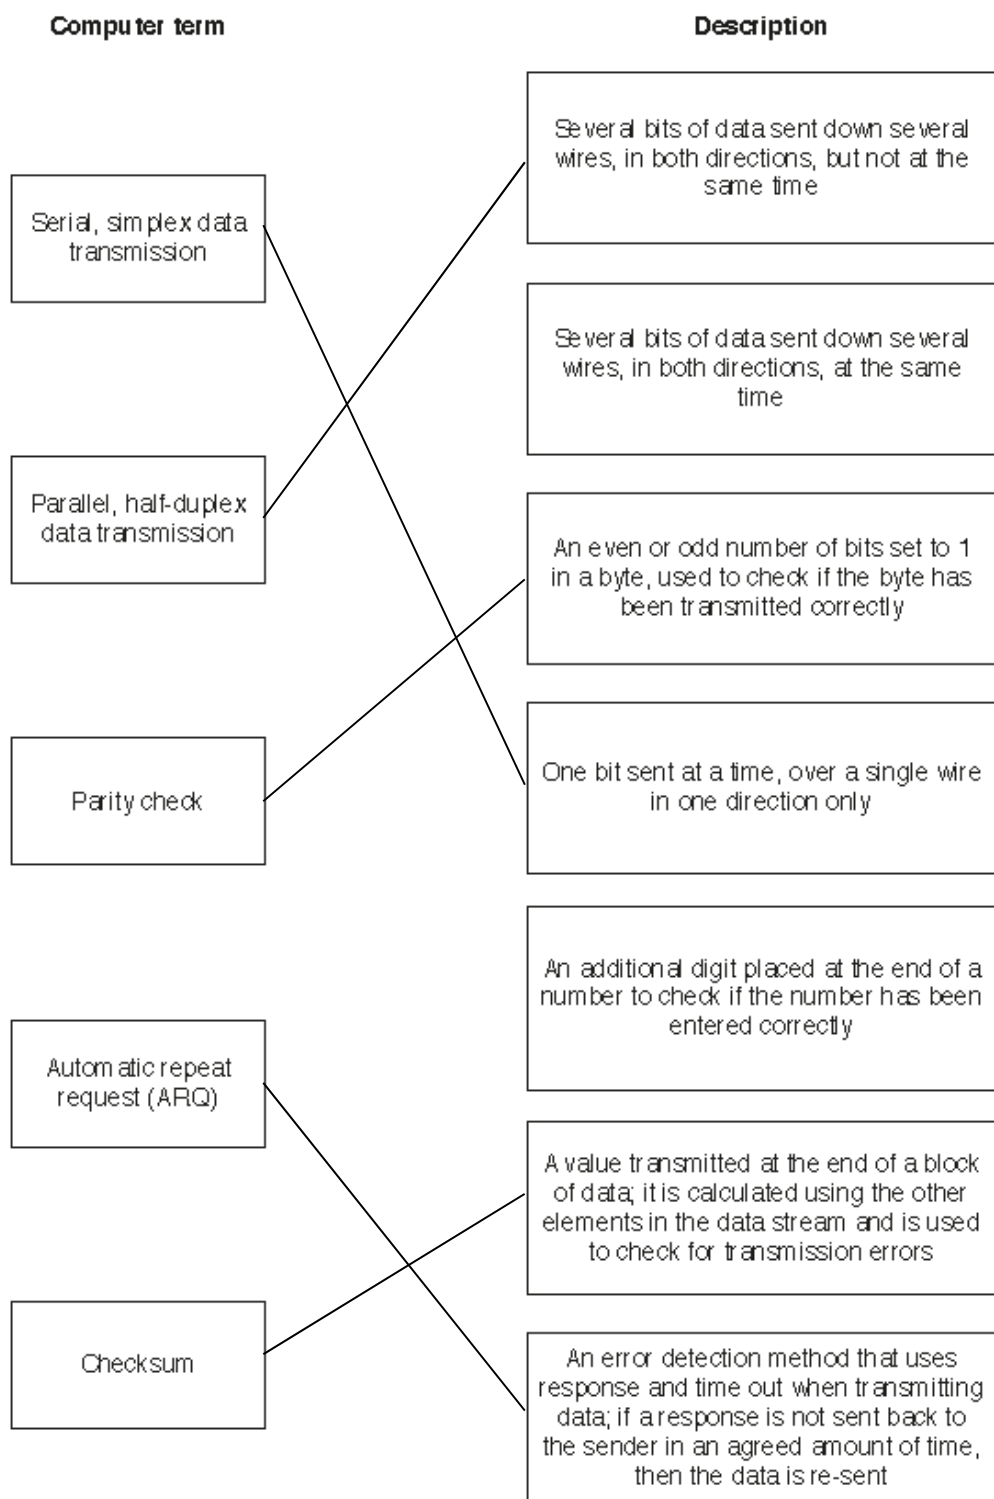 Computer term
Description
Serial, simplex data
transmission
Parallel, half-duplex
data transmission
Parity check
Automatic repeat
request (ARQ)
Checksum
Several bits of data sent down several
wires, in both directions, but not at the
same time
Several bits of data sent down several
wires, in both directions, at the same
time
An even or odd number of bits set to 1
in a byte, used to check if the byte has
been transmitted correctly
One bit sent at a time, over a single wire
in one direction only
An additional digit placed at the end of a
number to check if the number has been
entered correctly
A value transmitted at the end of a block
of data; it is calculated using the other
elements in the data stream and is used
to check for transmission errors
An error detection method that uses
response and time out when transmitting
data; if a response is not sent back to
the sender in an agreed amount of time,
then the data is re-sent